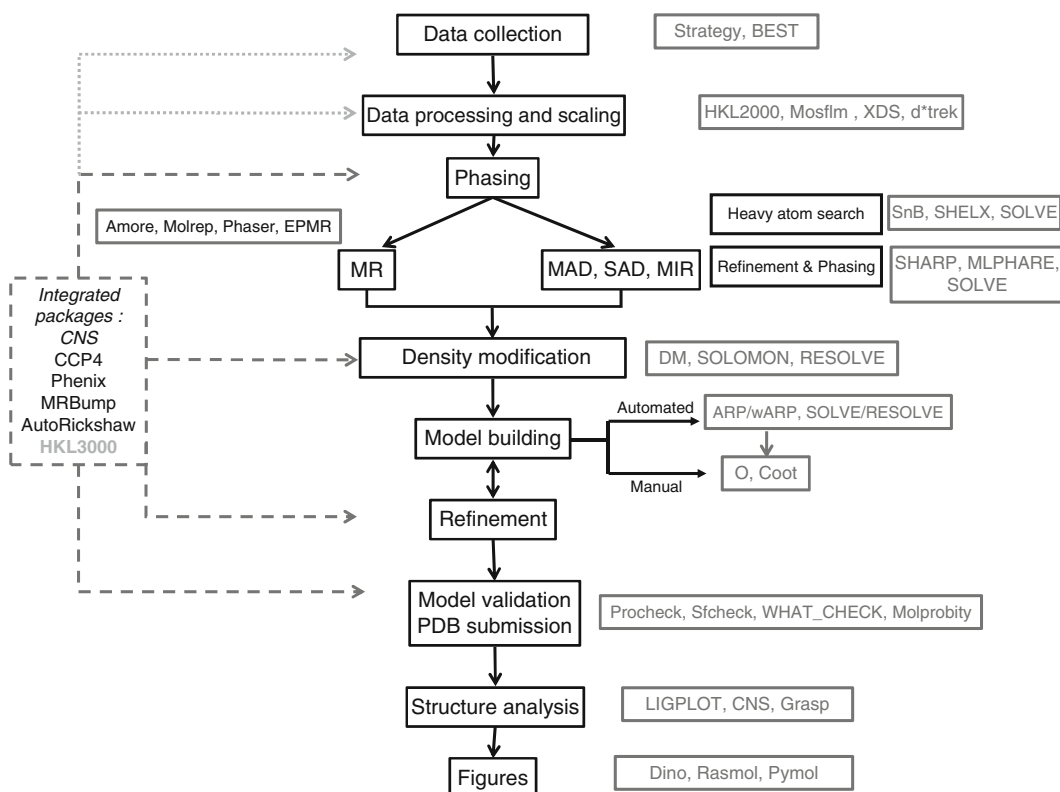 Data collection
Strategy, BEST
Data processing and scaling
HKL2000, Mosflm , XDS, d*trek
Phasing
Amore, Molrep, Phaser, EPMR
Heavy atom search
SnB, SHELX, SOLVE
MR
MAD, SAD, MIR
Refinement & Phasing
SHARP, MLPHARE,
SOLVE
Integrated
packages :
CNS
CCP4
Phenix
MRBump
AutoRickshaw
HKL3000
Density modification
DM, SOLOMON, RESOLVE
Model building
Automated
ARP/wARP, SOLVE/RESOLVE
Manual
O, Coot
Refinement
Model validation
PDB submission
Procheck, Sfcheck, WHAT_CHECK, Molprobity
Structure analysis
LIGPLOT, CNS, Grasp
Figures
Dino, Rasmol, Pymol